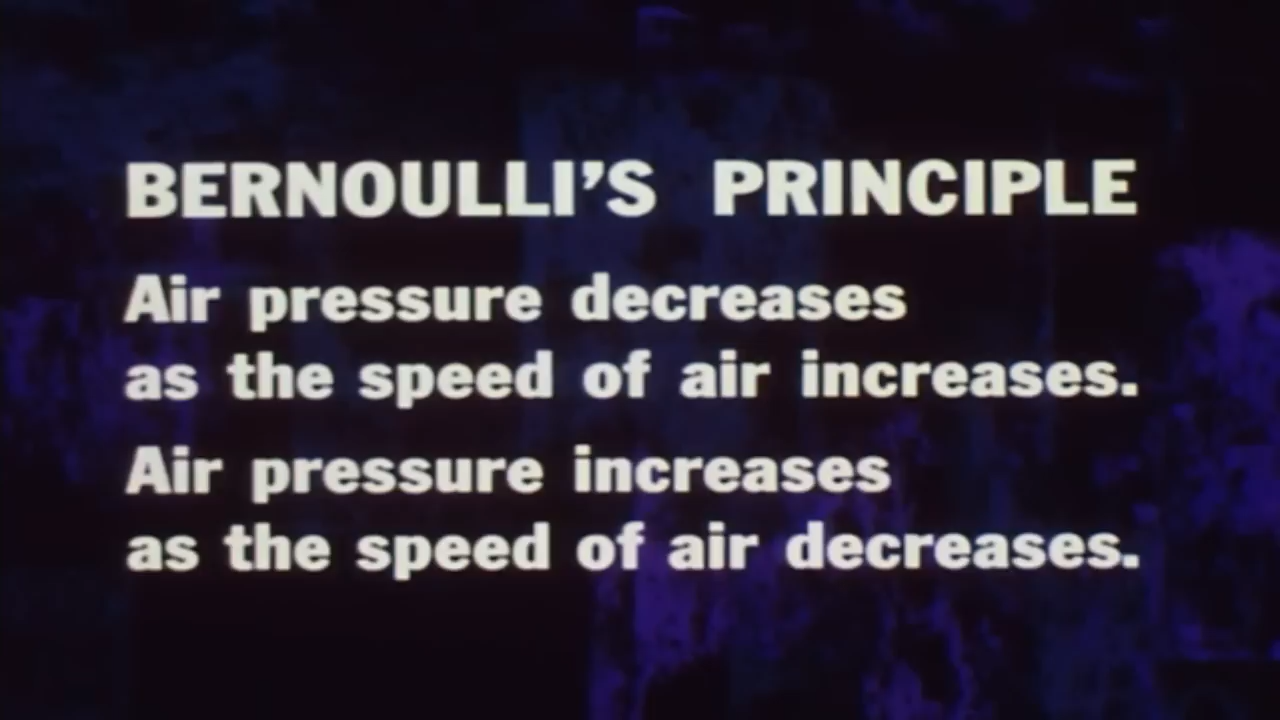 BERNOULLI’S PRINCIPLE
Air pressure decreases
as the speed of air increases.
Air pressure increases
as the speed of air decreases.